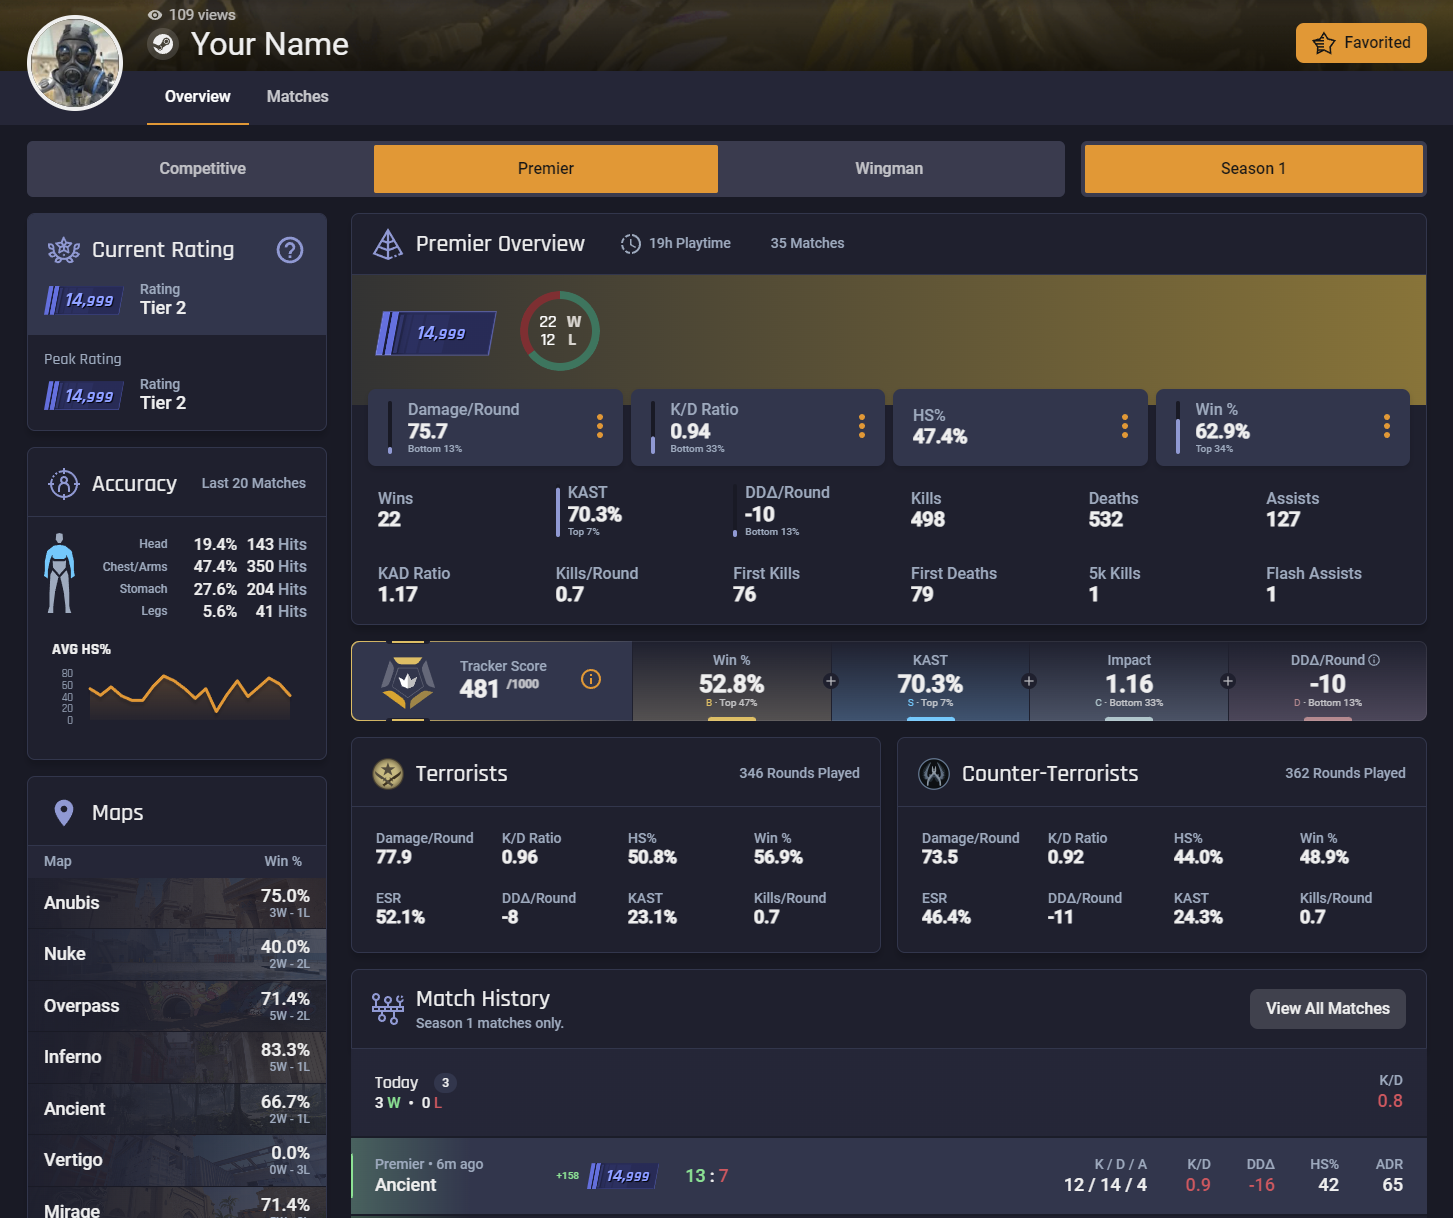 109 views
Your Name
Favorited
Overview Matches
Competitive Premier Wingman Season 1
Current Rating
14,999
Rating
Tier 2
Peak Rating
14,999
Rating
Tier 2
Accuracy Last 20 Matches
Head 19.4% 143 Hits
Chest/Arms 47.4% 350 Hits
Stomach 27.6% 204 Hits
Legs 5.6% 41 Hits
AVG HS%
80
60
40
20
0
Maps
Map Win %
Anubis 75.0%
3W - 1L
Nuke 40.0%
2W - 2L
Overpass 71.4%
5W - 2L
Inferno 83.3%
5W - 1L
Ancient 66.7%
2W - 1L
Vertigo 0.0%
0W - 3L
Mirage 71.4%
Premier Overview 19h Playtime 35 Matches
14,999
22 W
12 L
Damage/Round
75.7
Bottom 13%
K/D Ratio
0.94
Bottom 33%
HS%
47.4%
Win %
62.9%
Top 34%
Wins
22
KAST
70.3%
Top 7%
DDΔ/Round
-10
Bottom 13%
Kills
498
Deaths
532
Assists
127
KAD Ratio
1.17
Kills/Round
0.7
First Kills
76
First Deaths
79
5k Kills
1
Flash Assists
1
Tracker Score
481 /1000
Win %
52.8%
B · Top 47%
KAST
70.3%
S · Top 7%
Impact
1.16
C · Bottom 33%
DDΔ/Round
-10
D · Bottom 13%
Terrorists 346 Rounds Played
Damage/Round K/D Ratio HS% Win %
77.9 0.96 50.8% 56.9%
ESR DDΔ/Round KAST Kills/Round
52.1% -8 23.1% 0.7
Counter-Terrorists 362 Rounds Played
Damage/Round K/D Ratio HS% Win %
73.5 0.92 44.0% 48.9%
ESR DDΔ/Round KAST Kills/Round
46.4% -11 24.3% 0.7
Match History
Season 1 matches only.
View All Matches
Today 3
3 W • 0 L
K/D
0.8
Premier • 6m ago
Ancient
+158 14,999 13 : 7
K / D / A K/D DDΔ HS% ADR
12 / 14 / 4 0.9 -16 42 65